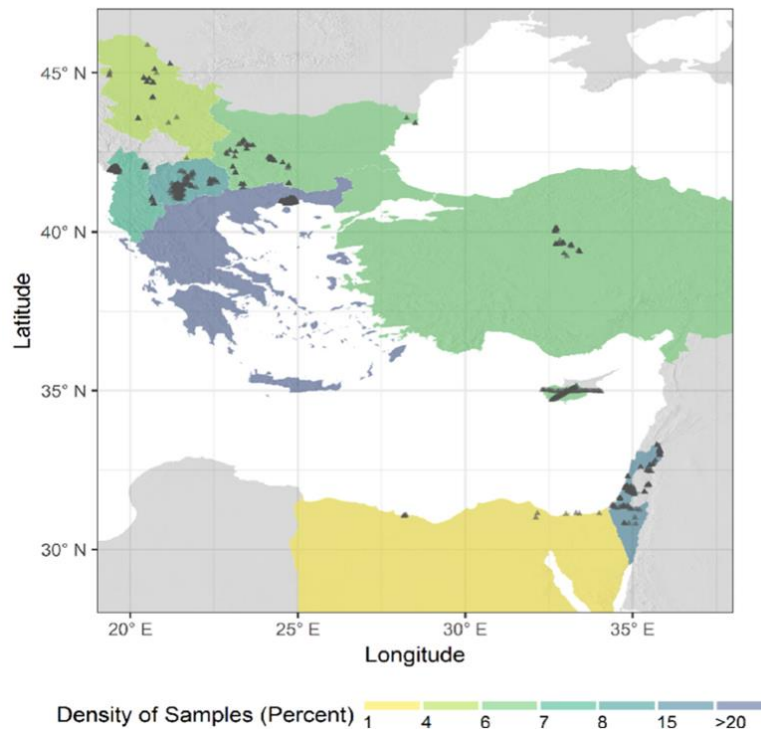 45° N
40° N
35° N
30° N
Latitude
20° E 25° E 30° E 35° E
Longitude
Density of Samples (Percent)
1 4 6 7 8 15 >20